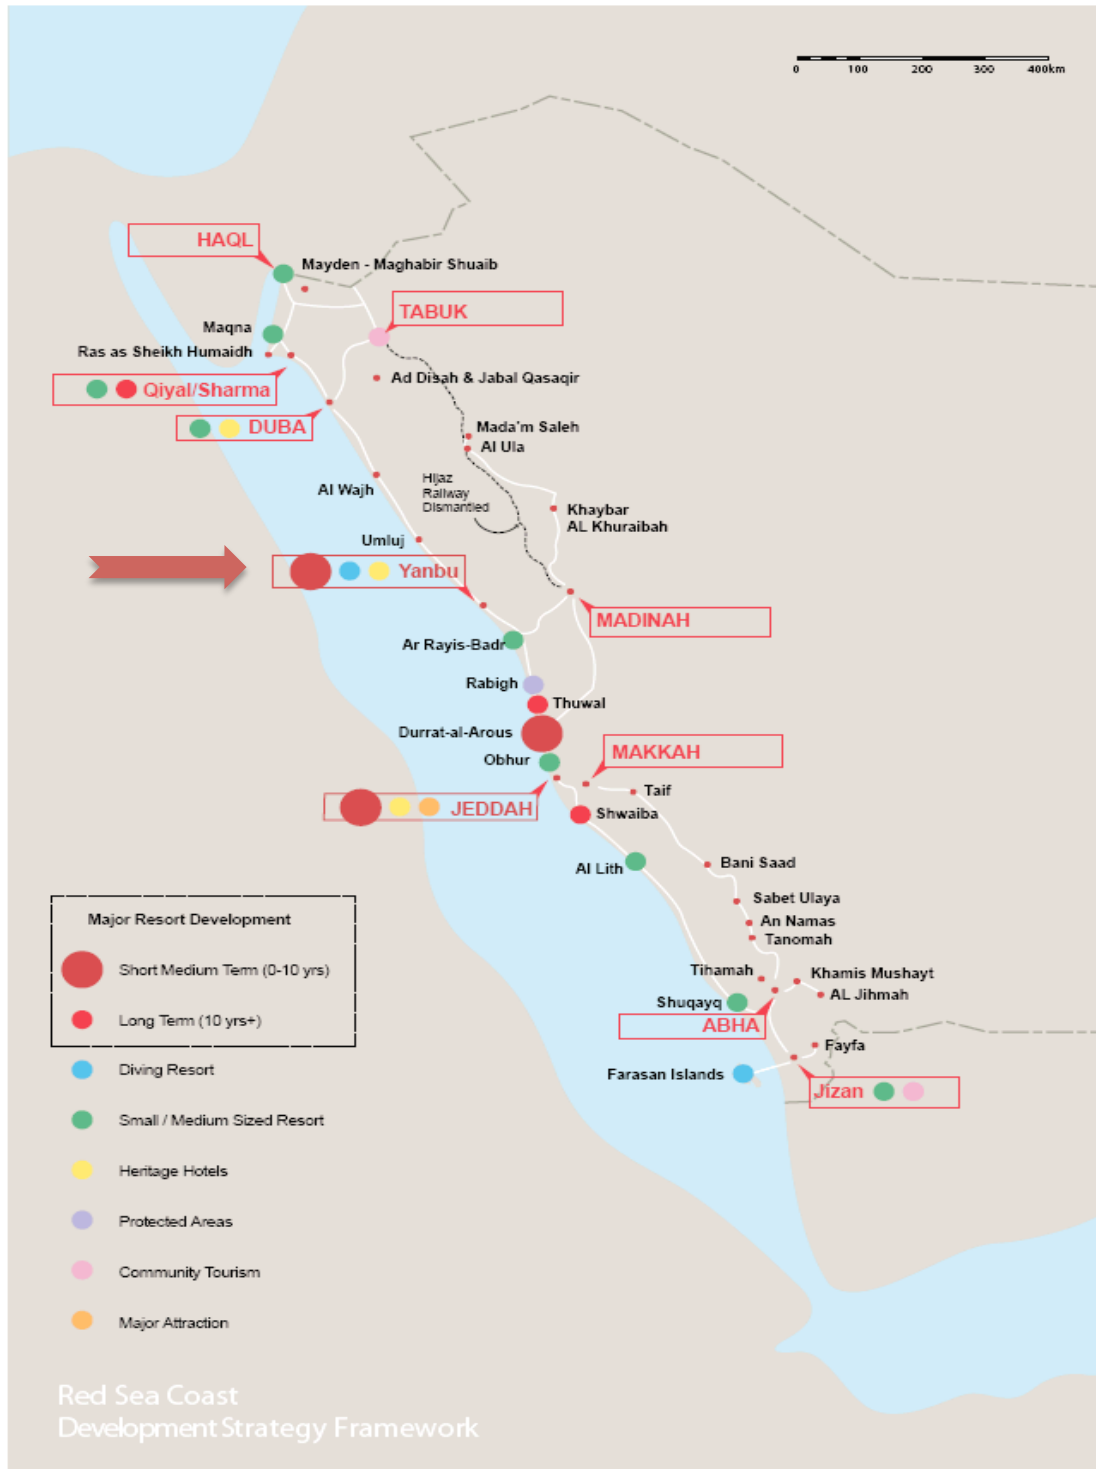 0 100 200 300 400km
HAQL
Mayden - Maghabir Shuaib
TABUK
Maqna
Ras as Sheikh Humaidh
Ad Disah & Jabal Qasaqir
Qiyal/Sharma
DUBA
Mada'm Saleh
Al Ula
Al Wajh
Hijaz
Railway
Dismantled
Khaybar
AL Khuraibah
Umluj
Yanbu
MADINAH
Ar Rayis-Badr
Rabigh
Thuwal
Durrat-al-Arous
MAKKAH
Obhur
Taif
JEDDAH
Shwaiba
Al Lith
Bani Saad
Sabet Ulaya
An Namas
Tanomah
Tihamah
Khamis Mushayt
AL Jihmah
Shuqayq
ABHA
Fayfa
Farasan Islands
Jizan
Major Resort Development
Short Medium Term (0-10 yrs)
Long Term (10 yrs+)
Diving Resort
Small / Medium Sized Resort
Heritage Hotels
Protected Areas
Community Tourism
Major Attraction
Red Sea Coast
Development Strategy Framework